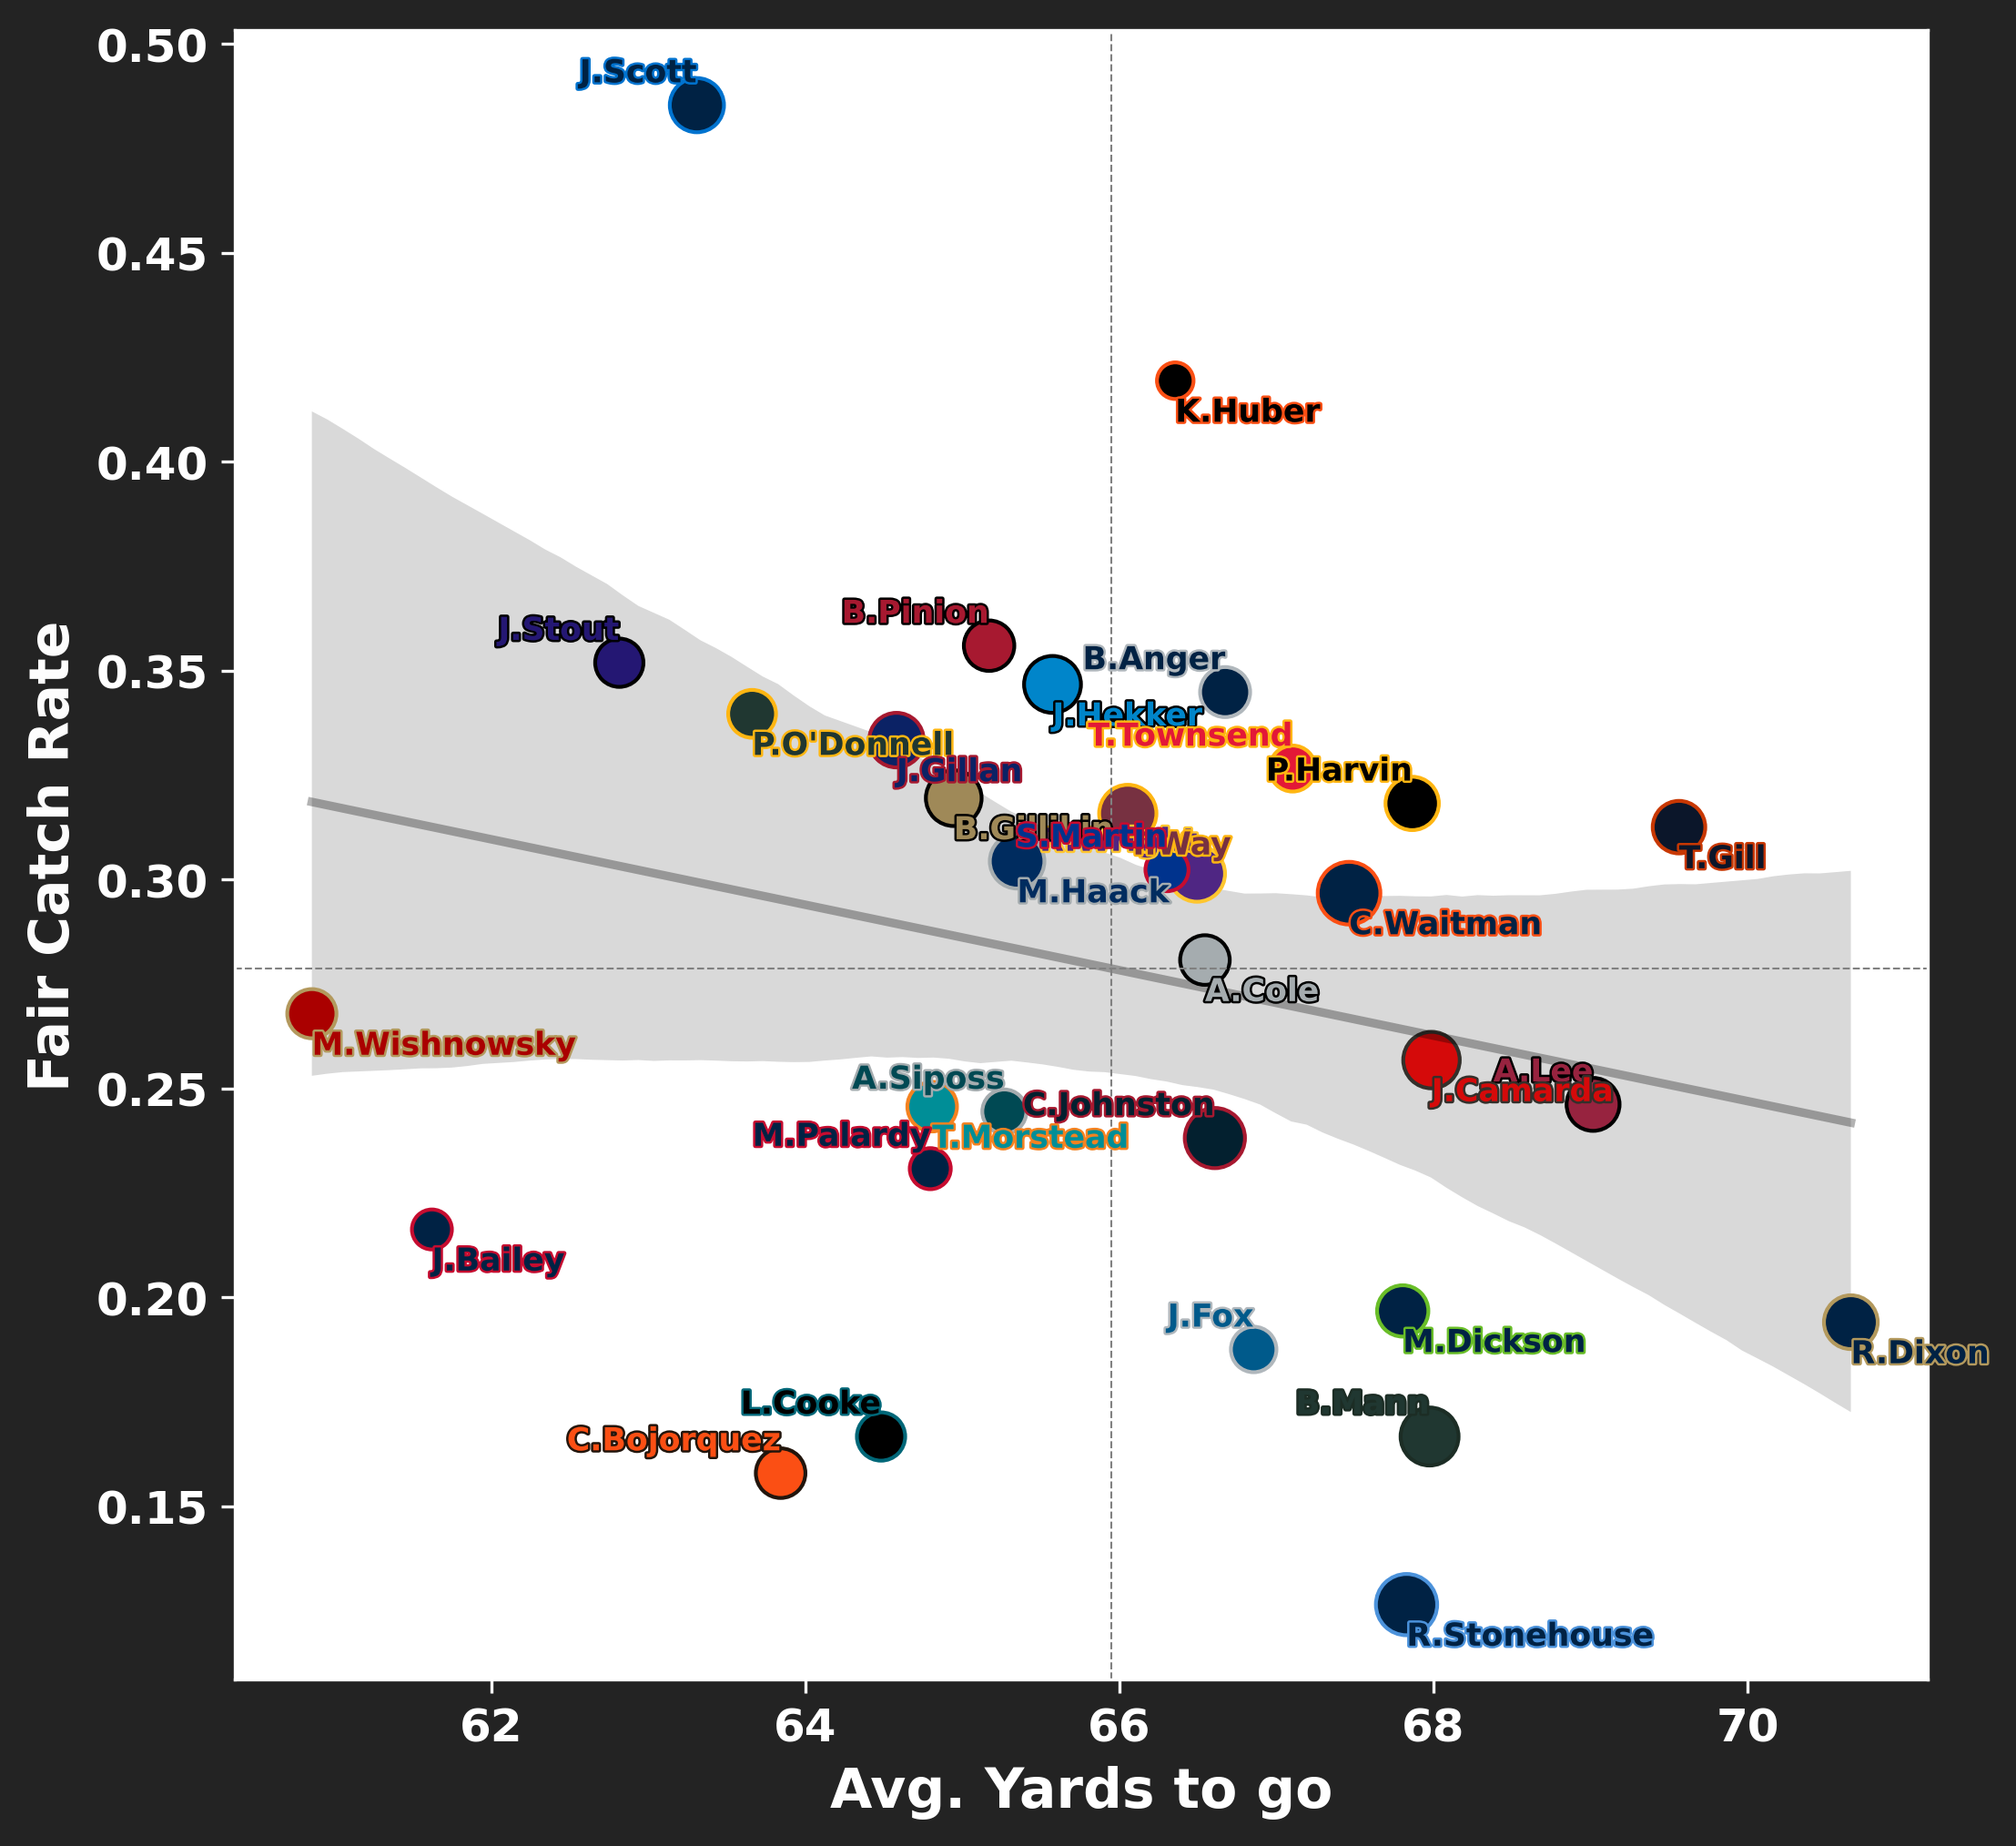 0.50
J.Scott
0.45
K.Huber
0.40
B.Pinion
J.Stout
0.35
B.Anger
J.Hekker
T.Townsend
P.O'Donnell
J.Gillan
P.Harvin
B.Gillikin
S.Martin
Way
T.Gill
M.Haack
0.30
C.Waitman
A.Cole
M.Wishnowsky
A.Siposs
0.25
A.Lee
J.Camarda
C.Johnston
M.Palardy
T.Morstead
J.Bailey
0.20
J.Fox
M.Dickson
R.Dixon
L.Cooke
B.Mann
C.Bojorquez
0.15
R.Stonehouse
62
64
66
68
70
Avg. Yards to go
Fair Catch Rate